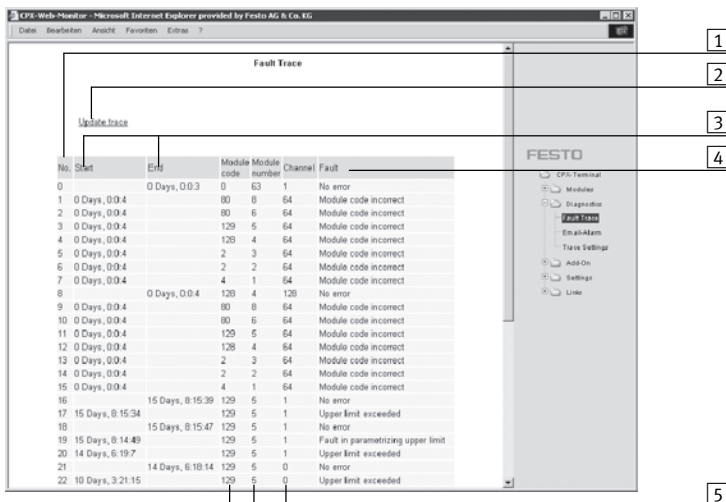 CPX-Web-Monitor - Microsoft Internet Explorer provided by Festo AG & Co. KG
Datei Bearbeiten Ansicht Favoriten Extras ?
Fault Trace
1
2
Update trace
3
4
No. Start End Module code Module number Channel Fault
0 0 Days, 0:0:3 0 63 1 No error
1 0 Days, 0:0:4 80 8 64 Module code incorrect
2 0 Days, 0:0:4 80 6 64 Module code incorrect
3 0 Days, 0:0:4 129 5 64 Module code incorrect
4 0 Days, 0:0:4 128 4 64 Module code incorrect
5 0 Days, 0:0:4 2 3 64 Module code incorrect
6 0 Days, 0:0:4 2 2 64 Module code incorrect
7 0 Days, 0:0:4 4 1 64 Module code incorrect
8 0 Days, 0:0:4 128 4 128 No error
9 0 Days, 0:0:4 80 8 64 Module code incorrect
10 0 Days, 0:0:4 80 6 64 Module code incorrect
11 0 Days, 0:0:4 129 5 64 Module code incorrect
12 0 Days, 0:0:4 128 4 64 Module code incorrect
13 0 Days, 0:0:4 2 3 64 Module code incorrect
14 0 Days, 0:0:4 2 2 64 Module code incorrect
15 0 Days, 0:0:4 4 1 64 Module code incorrect
16 15 Days, 8:15:39 129 5 1 No error
17 15 Days, 8:15:34 129 5 1 Upper limit exceeded
18 15 Days, 8:15:47 129 5 1 No error
19 15 Days, 8:14:49 129 5 1 Fault in parametrizing upper limit
20 14 Days, 6:19:7 129 5 1 Upper limit exceeded
21 14 Days, 6:18:14 129 5 0 No error
22 10 Days, 3:21:15 129 5 0 Upper limit exceeded
FESTO
CPX-Terminal
Modules
Diagnostics
Fault Trace
Email-Alarm
Trace Settings
Add-On
Settings
Links
5